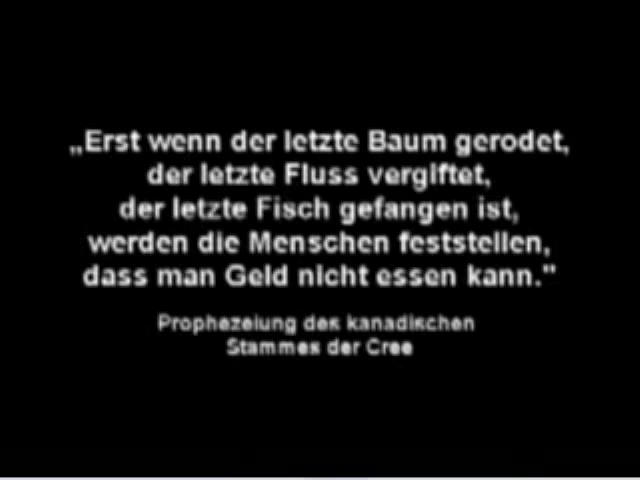 „Erst wenn der letzte Baum gerodet,
der letzte Fluss vergiftet,
der letzte Fisch gefangen ist,
werden die Menschen feststellen,
dass man Geld nicht essen kann."
Prophezeiung des kanadischen
Stammes der Cree